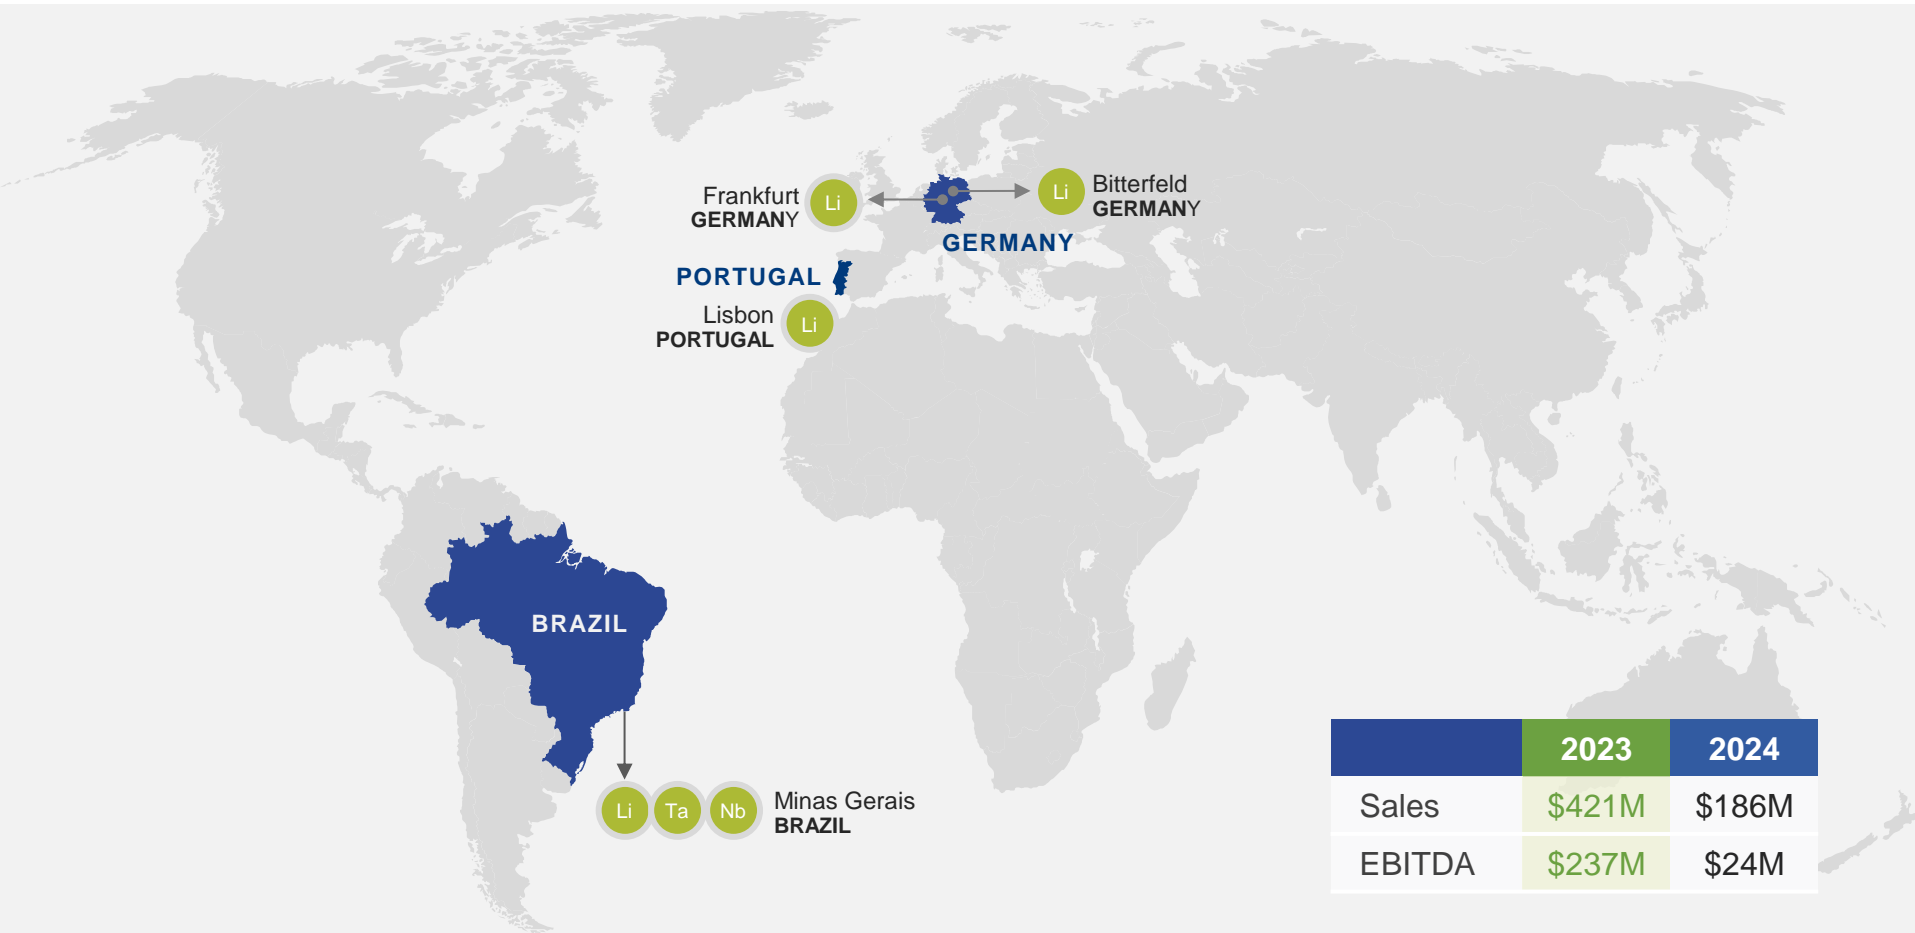 Frankfurt
GERMANY
Li
Li
Bitterfeld
GERMANY
GERMANY
PORTUGAL
Lisbon
PORTUGAL
Li
BRAZIL
Li Ta Nb
Minas Gerais
BRAZIL
2023 2024
Sales $421M $186M
EBITDA $237M $24M